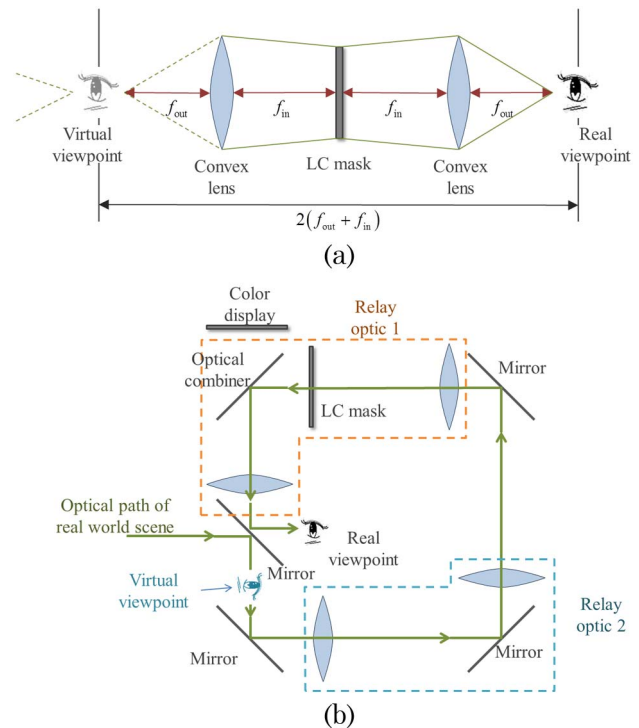 f_out
f_in
f_in
f_out
Virtual
viewpoint
Convex
lens
LC mask
Convex
lens
Real
viewpoint
2(f_out + f_in)
(a)
Color
display
Relay
optic 1
Optical
combiner
Mirror
LC mask
Optical path of
real world scene
Real
viewpoint
Mirror
Virtual
viewpoint
Relay
optic 2
Mirror
Mirror
(b)